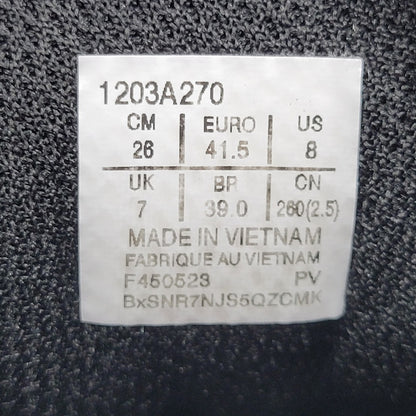 1203A270
CM EURO US
26 41.5 8
UK BR CN
7 39.0 260(2.5)
MADE IN VIETNAM
FABRIQUE AU VIETNAM
F450523 PV
BxSNR7NJS5QZCMK